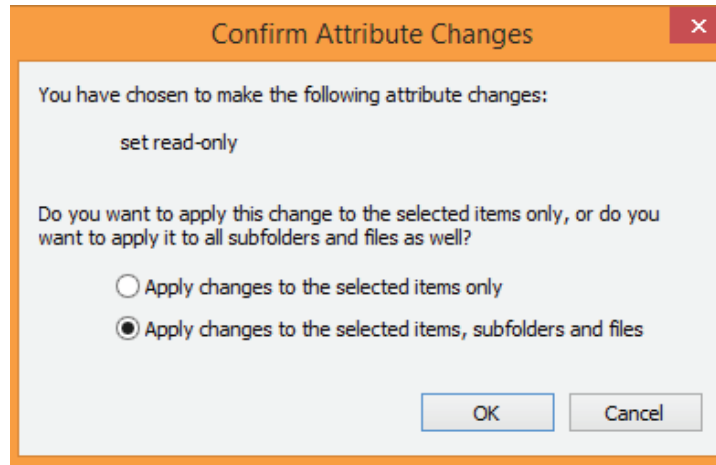 Confirm Attribute Changes
You have chosen to make the following attribute changes:
set read-only
Do you want to apply this change to the selected items only, or do you
want to apply it to all subfolders and files as well?
Apply changes to the selected items only
Apply changes to the selected items, subfolders and files
OK Cancel